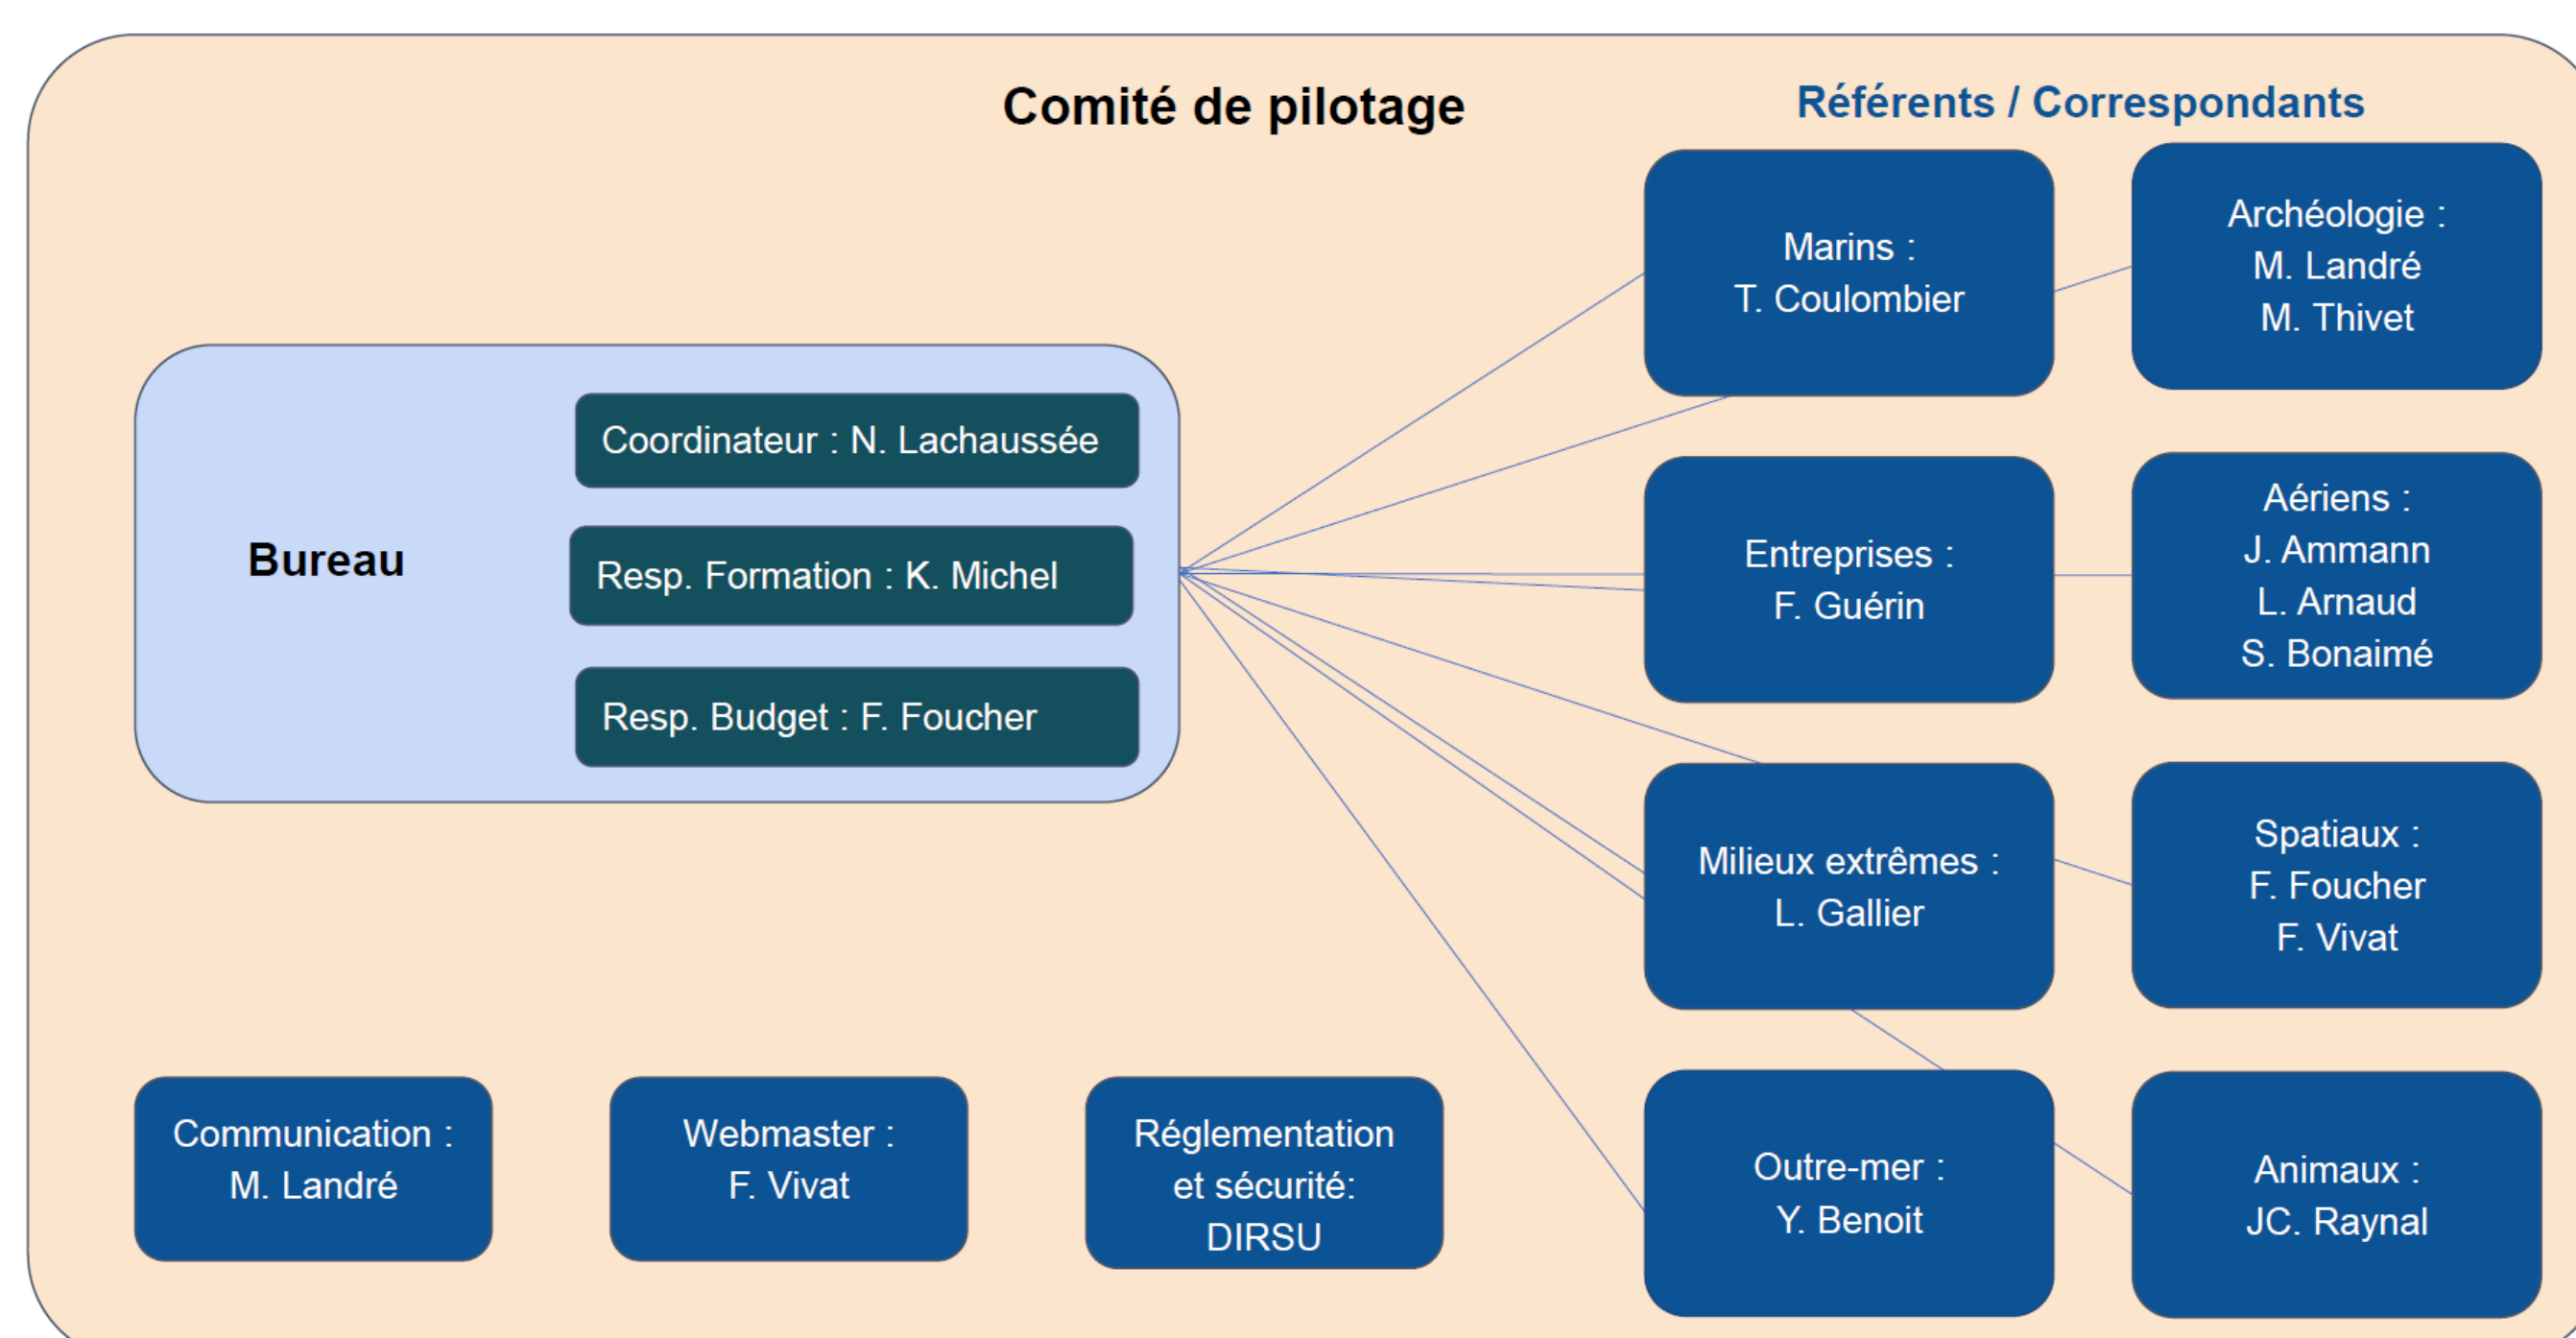 Comité de pilotage
Référents / Correspondants
Bureau
Coordinateur : N. Lachaussée
Resp. Formation : K. Michel
Resp. Budget : F. Foucher
Marins :
T. Coulombier
Archéologie :
M. Landré
M. Thivet
Entreprises :
F. Guérin
Aériens :
J. Ammann
L. Arnaud
S. Bonaimé
Milieux extrêmes :
L. Gallier
Spatiaux :
F. Foucher
F. Vivat
Outre-mer :
Y. Benoit
Animaux :
JC. Raynal
Communication :
M. Landré
Webmaster :
F. Vivat
Réglementation
et sécurité:
DIRSU